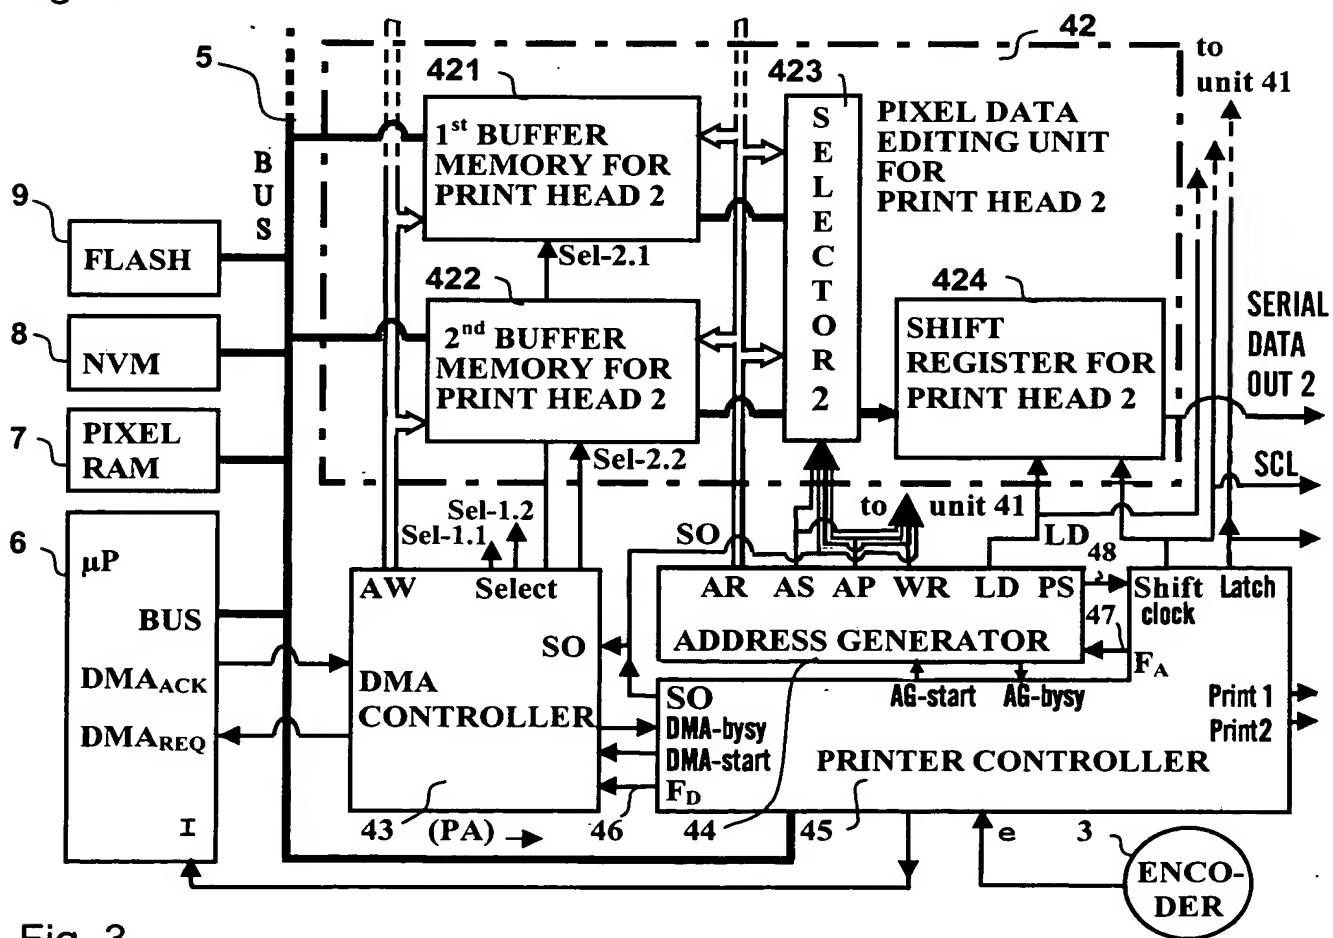 42
to
unit 41
5
421
423
1st BUFFER
MEMORY FOR
PRINT HEAD 2
SELECTOR 2
PIXEL DATA
EDITING UNIT
FOR
PRINT HEAD 2
BUS
9
FLASH
Sel-2.1
422
424
8
NVM
2nd BUFFER
MEMORY FOR
PRINT HEAD 2
SHIFT
REGISTER FOR
PRINT HEAD 2
SERIAL
DATA
OUT 2
7
PIXEL
RAM
Sel-2.2
SCL
6
µP
Sel-1.2
Sel-1.1
to unit 41
SO
LD
48
AW Select
AR AS AP WR LD PS
Shift
clock
Latch
BUS
SO
ADDRESS GENERATOR
47
FA
DMAACK
DMA
CONTROLLER
SO
AG-start AG-bysy
Print 1
DMAREQ
DMA-bysy
Print2
DMA-start
PRINTER CONTROLLER
FD
I
43
(PA)
46
44
45
e
3
ENCO-
DER
Fig. 3